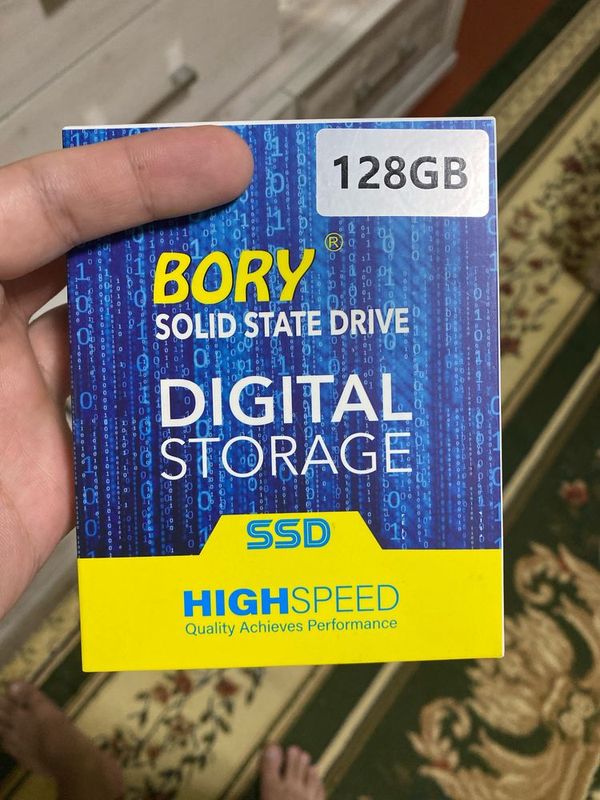 128GB
BORY ®
SOLID STATE DRIVE
DIGITAL
STORAGE
SSD
HIGHSPEED
Quality Achieves Performance